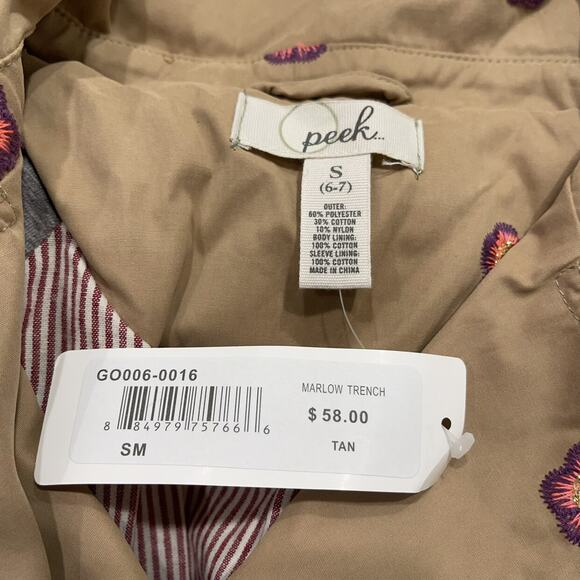 peek...
S
(6-7)
OUTER:
60% POLYESTER
30% COTTON
10% NYLON
BODY LINING:
100% COTTON
SLEEVE LINING:
100% COTTON
MADE IN CHINA
GO006-0016
8 84979 75766 6
SM
MARLOW TRENCH
$ 58.00
TAN